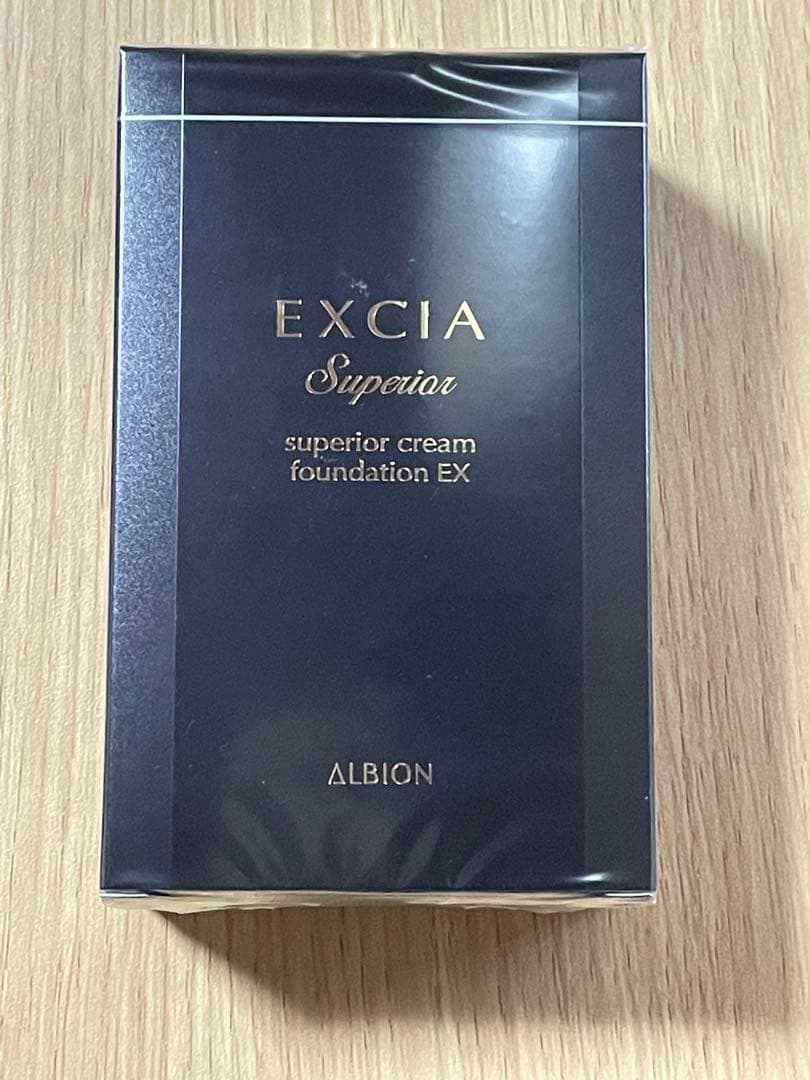 EXCIA
Superior
superior cream
foundation EX
ALBION